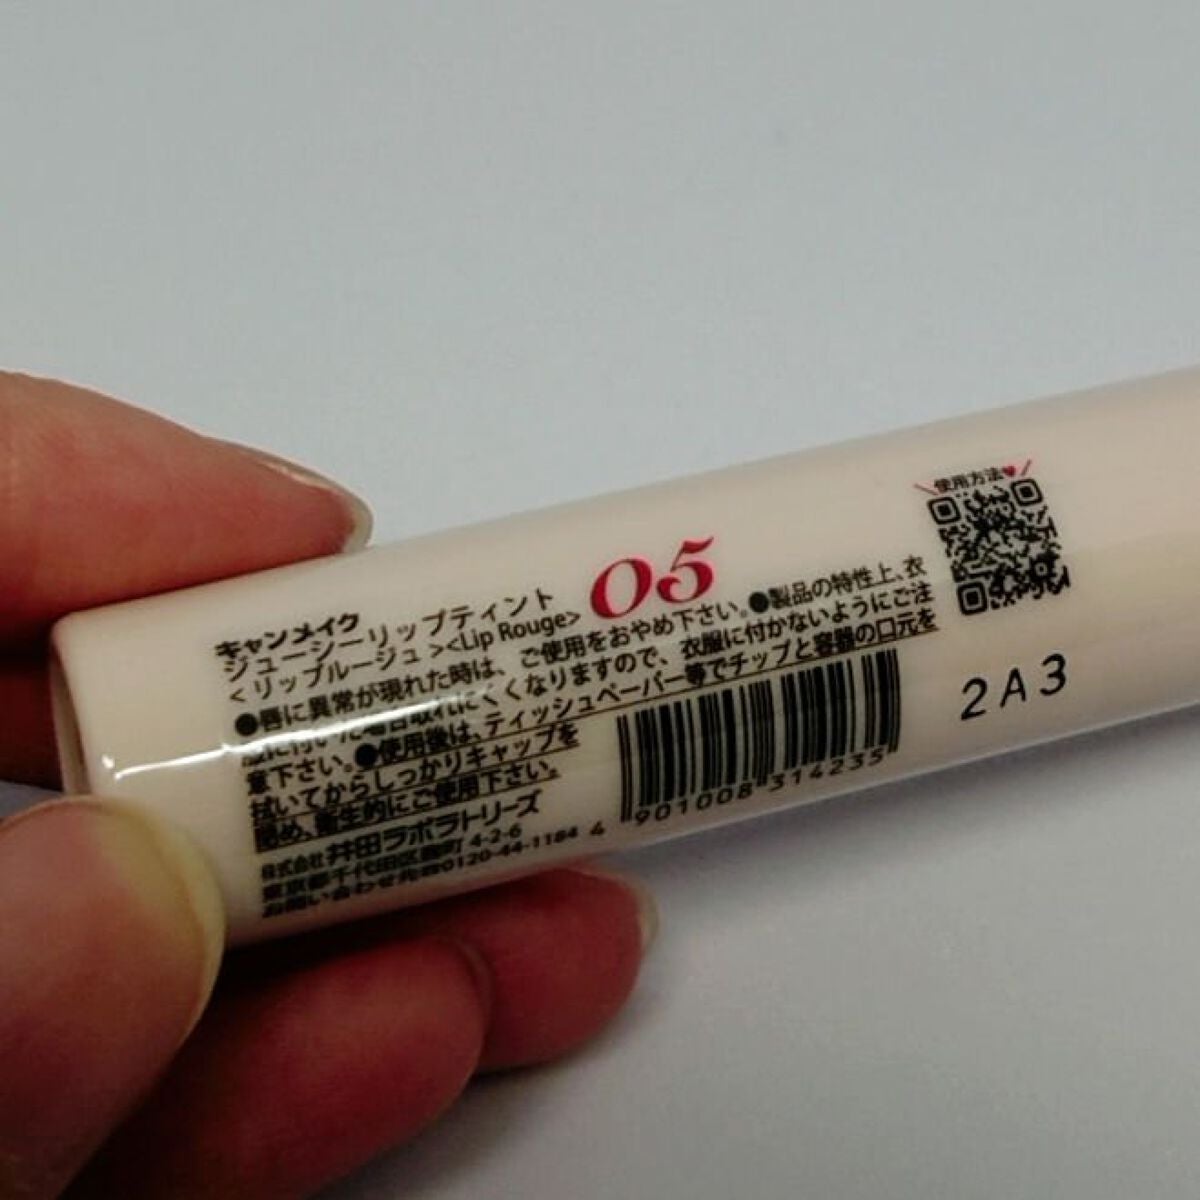 キャンメイク
ジューシーリップティント
<リップルージュ><Lip Rouge>
05
●唇に異常が現れた時は、ご使用をおやめ下さい。●製品の特性上、衣
服に付いた場合取れにくくなりますので、衣服に付かないようにご注
意下さい。●使用後は、ティッシュペーパー等でチップと容器の口元を
拭いてからしっかりキャップを
閉め、衛生的にご使用下さい。
株式会社 井田ラボラトリーズ
東京都千代田区麹町 4-2-6
お問い合わせ先☎0120-44-1184
4 901008 314235
\使用方法♥/
2A3